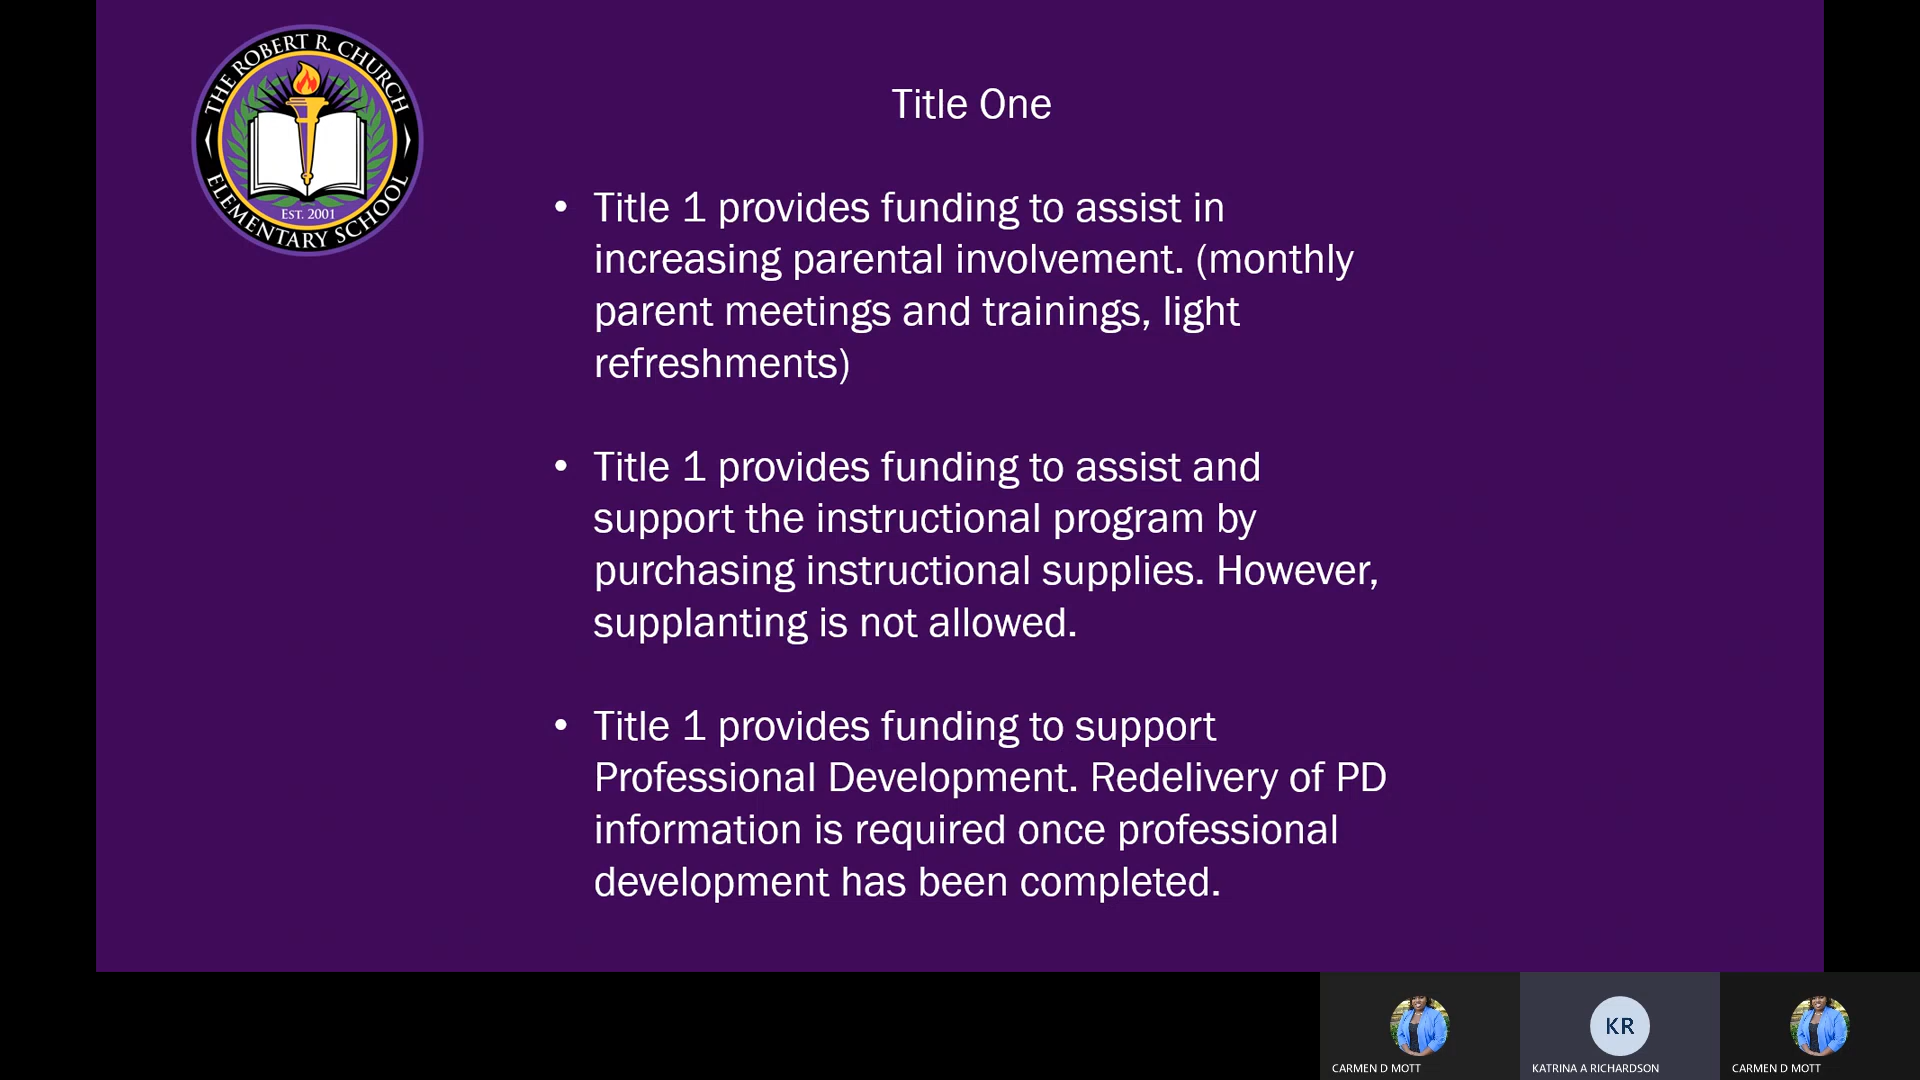 THE ROBERT R. CHURCH
ELEMENTARY SCHOOL
EST. 2001
Title One
• Title 1 provides funding to assist in
increasing parental involvement. (monthly
parent meetings and trainings, light
refreshments)
• Title 1 provides funding to assist and
support the instructional program by
purchasing instructional supplies. However,
supplanting is not allowed.
• Title 1 provides funding to support
Professional Development. Redelivery of PD
information is required once professional
development has been completed.
KR
CARMEN D MOTT
KATRINA A RICHARDSON
CARMEN D MOTT